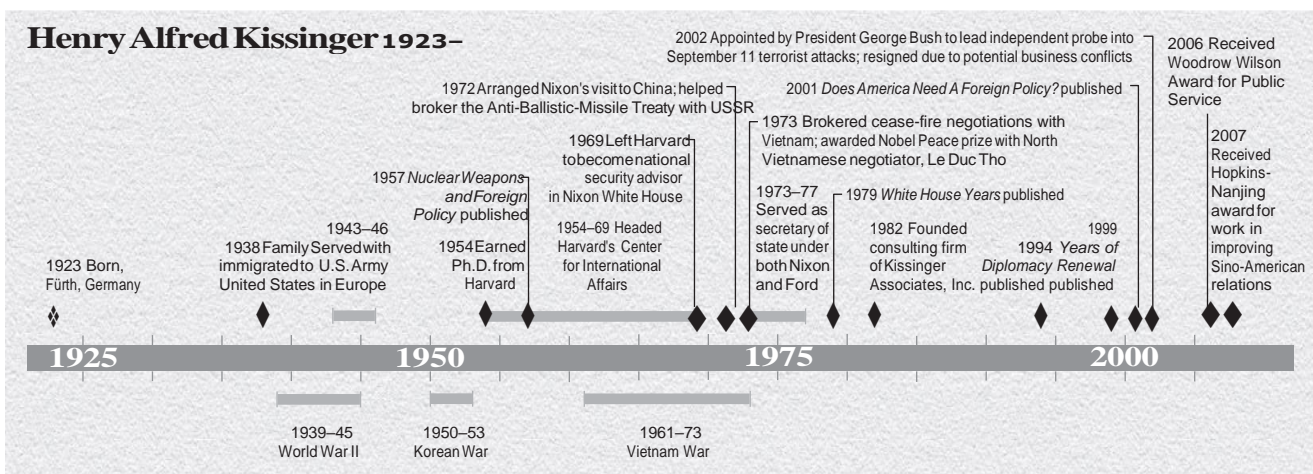 Henry Alfred Kissinger 1923–
2002 Appointed by President George Bush to lead independent probe into
September 11 terrorist attacks; resigned due to potential business conflicts
2006 Received
Woodrow Wilson
Award for Public
Service
1972 Arranged Nixon's visit to China; helped
broker the Anti-Ballistic-Missile Treaty with USSR
2001 Does America Need A Foreign Policy? published
1973 Brokered cease-fire negotiations with
Vietnam; awarded Nobel Peace prize with North
Vietnamese negotiator, Le Duc Tho
2007
Received
Hopkins-
Nanjing
award for
work in
improving
Sino-American
relations
1969 Left Harvard
to become national
security advisor
in Nixon White House
1957 Nuclear Weapons
and Foreign
Policy published
1973–77
Served as
secretary of
state under
both Nixon
and Ford
1979 White House Years published
1943–46
1938 Family Served with
immigrated to U.S. Army
United States in Europe
1954 Earned
Ph.D. from
Harvard
1954–69 Headed
Harvard's Center
for International
Affairs
1982 Founded
consulting firm
of Kissinger
Associates, Inc.
1999
1994 Years of
Diplomacy Renewal
published published
1923 Born,
Fürth, Germany
1925 1950 1975 2000
1939–45
World War II
1950–53
Korean War
1961–73
Vietnam War